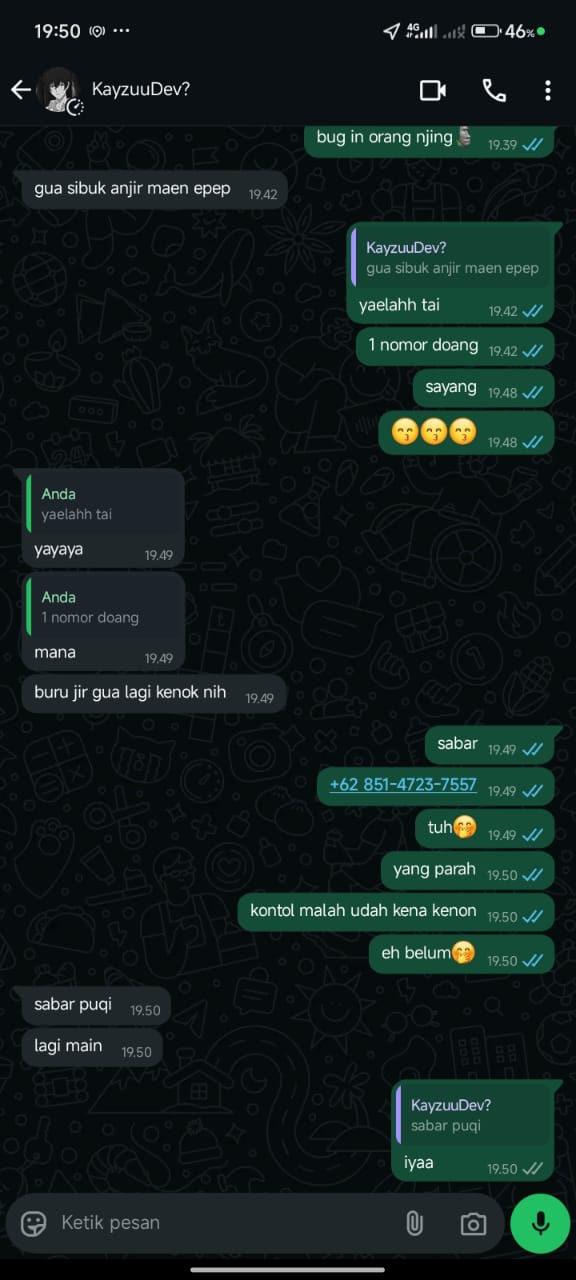 19:50
4G
46%
KayzuuDev?
bug in orang njing🗿 19.39
gua sibuk anjir maen epep 19.42
KayzuuDev?
gua sibuk anjir maen epep
yaelahh tai 19.42
1 nomor doang 19.42
sayang 19.48
😙😙😙 19.48
Anda
yaelahh tai
yayaya 19.49
Anda
1 nomor doang
mana 19.49
buru jir gua lagi kenok nih 19.49
sabar 19.49
+62 851-4723-7557 19.49
tuh🤭 19.49
yang parah 19.50
kontol malah udah kena kenon 19.50
eh belum🤭 19.50
sabar puqi 19.50
lagi main 19.50
KayzuuDev?
sabar puqi
iyaa 19.50
Ketik pesan